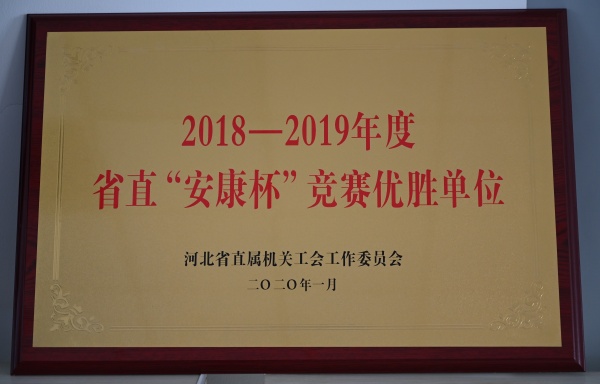 2018—2019年度
省直“安康杯”竞赛优胜单位
河北省直属机关工会工作委员会
二〇二〇年一月